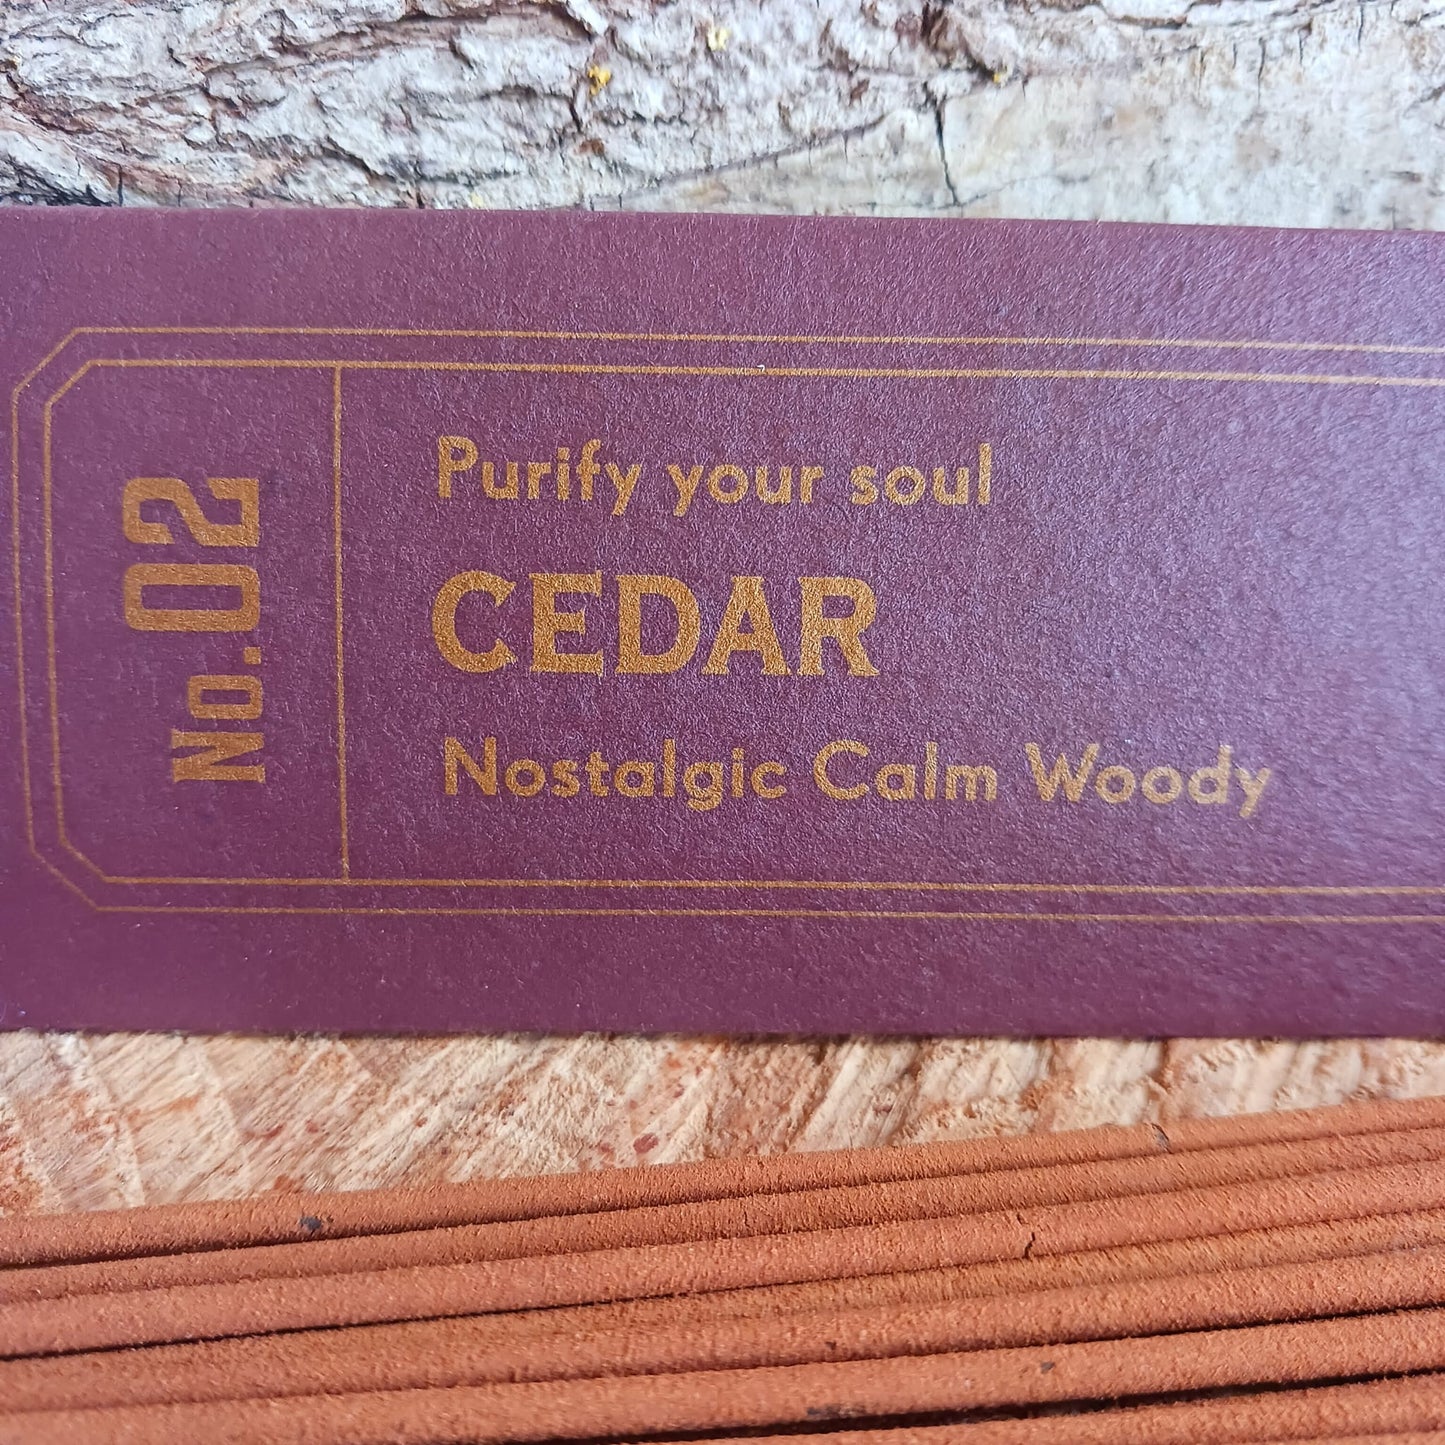 No.02
Purify your soul
CEDAR
Nostalgic Calm Woody